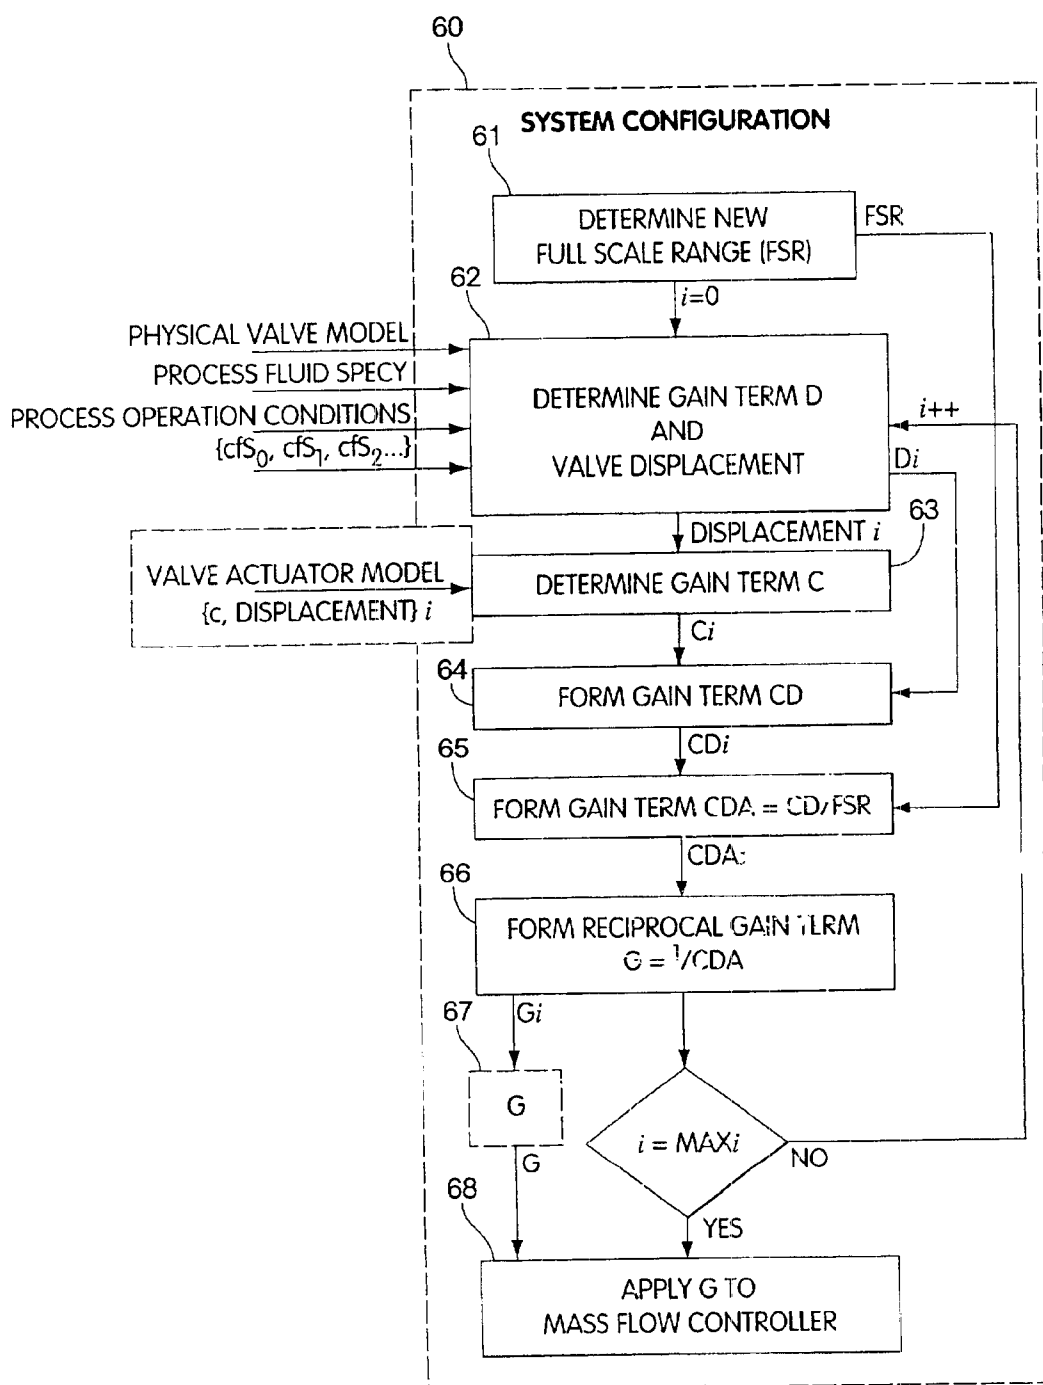 60
SYSTEM CONFIGURATION
61
DETERMINE NEW
FULL SCALE RANGE (FSR)
FSR
62
i=0
PHYSICAL VALVE MODEL
PROCESS FLUID SPECY
PROCESS OPERATION CONDITIONS
{cfS0, cfS1, cfS2...}
DETERMINE GAIN TERM D
AND
VALVE DISPLACEMENT
i++
Di
DISPLACEMENT i
63
VALVE ACTUATOR MODEL
{c, DISPLACEMENT} i
DETERMINE GAIN TERM C
Ci
64
FORM GAIN TERM CD
CDi
65
FORM GAIN TERM CDA = CD/FSR
CDAi
66
FORM RECIPROCAL GAIN TERM
G = 1/CDA
Gi
67
G
G
i = MAXi
NO
YES
68
APPLY G TO
MASS FLOW CONTROLLER